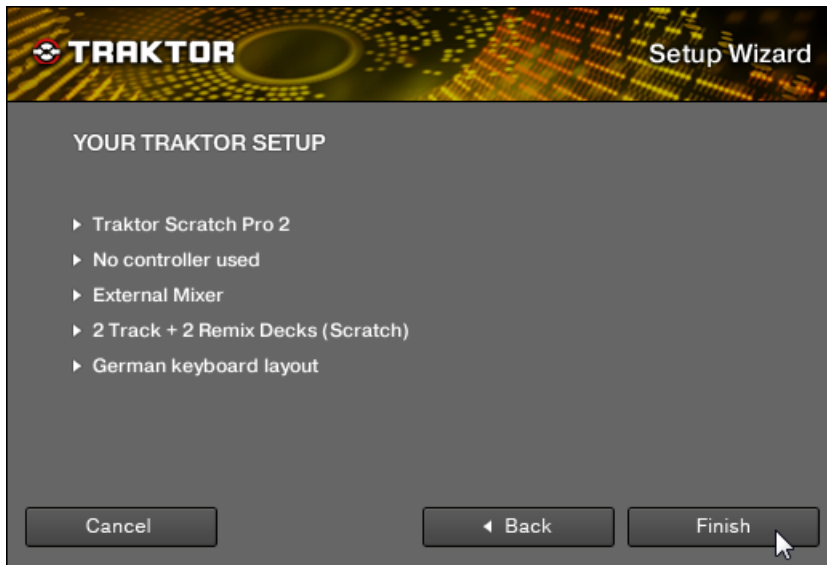 TRAKTOR
Setup Wizard
YOUR TRAKTOR SETUP
Traktor Scratch Pro 2
No controller used
External Mixer
2 Track + 2 Remix Decks (Scratch)
German keyboard layout
Cancel
Back
Finish